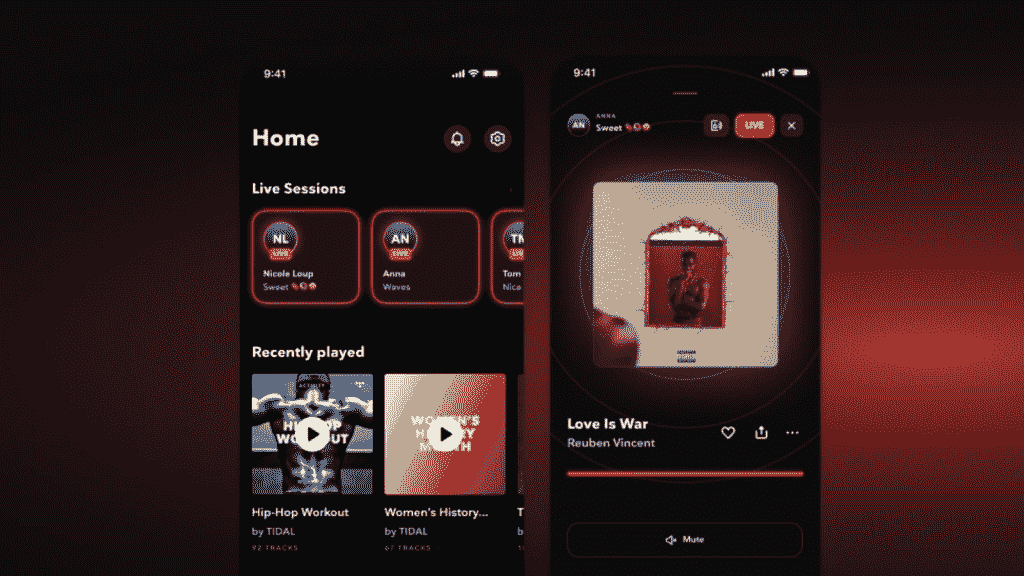 9:41
Home
Live Sessions
NL
LIVE
Nicole Loup
Sweet
AN
LIVE
Anna
Waves
TM
LIVE
Tom
Nice
Recently played
ACTIVITY
HIP-HOP
WORKOUT
Hip-Hop Workout
by TIDAL
92 TRACKS
WOMEN'S
HISTORY
MONTH
Women's History...
by TIDAL
67 TRACKS
T
b
9:41
AN
ANNA
Sweet
LIVE
Love Is War
Reuben Vincent
Mute